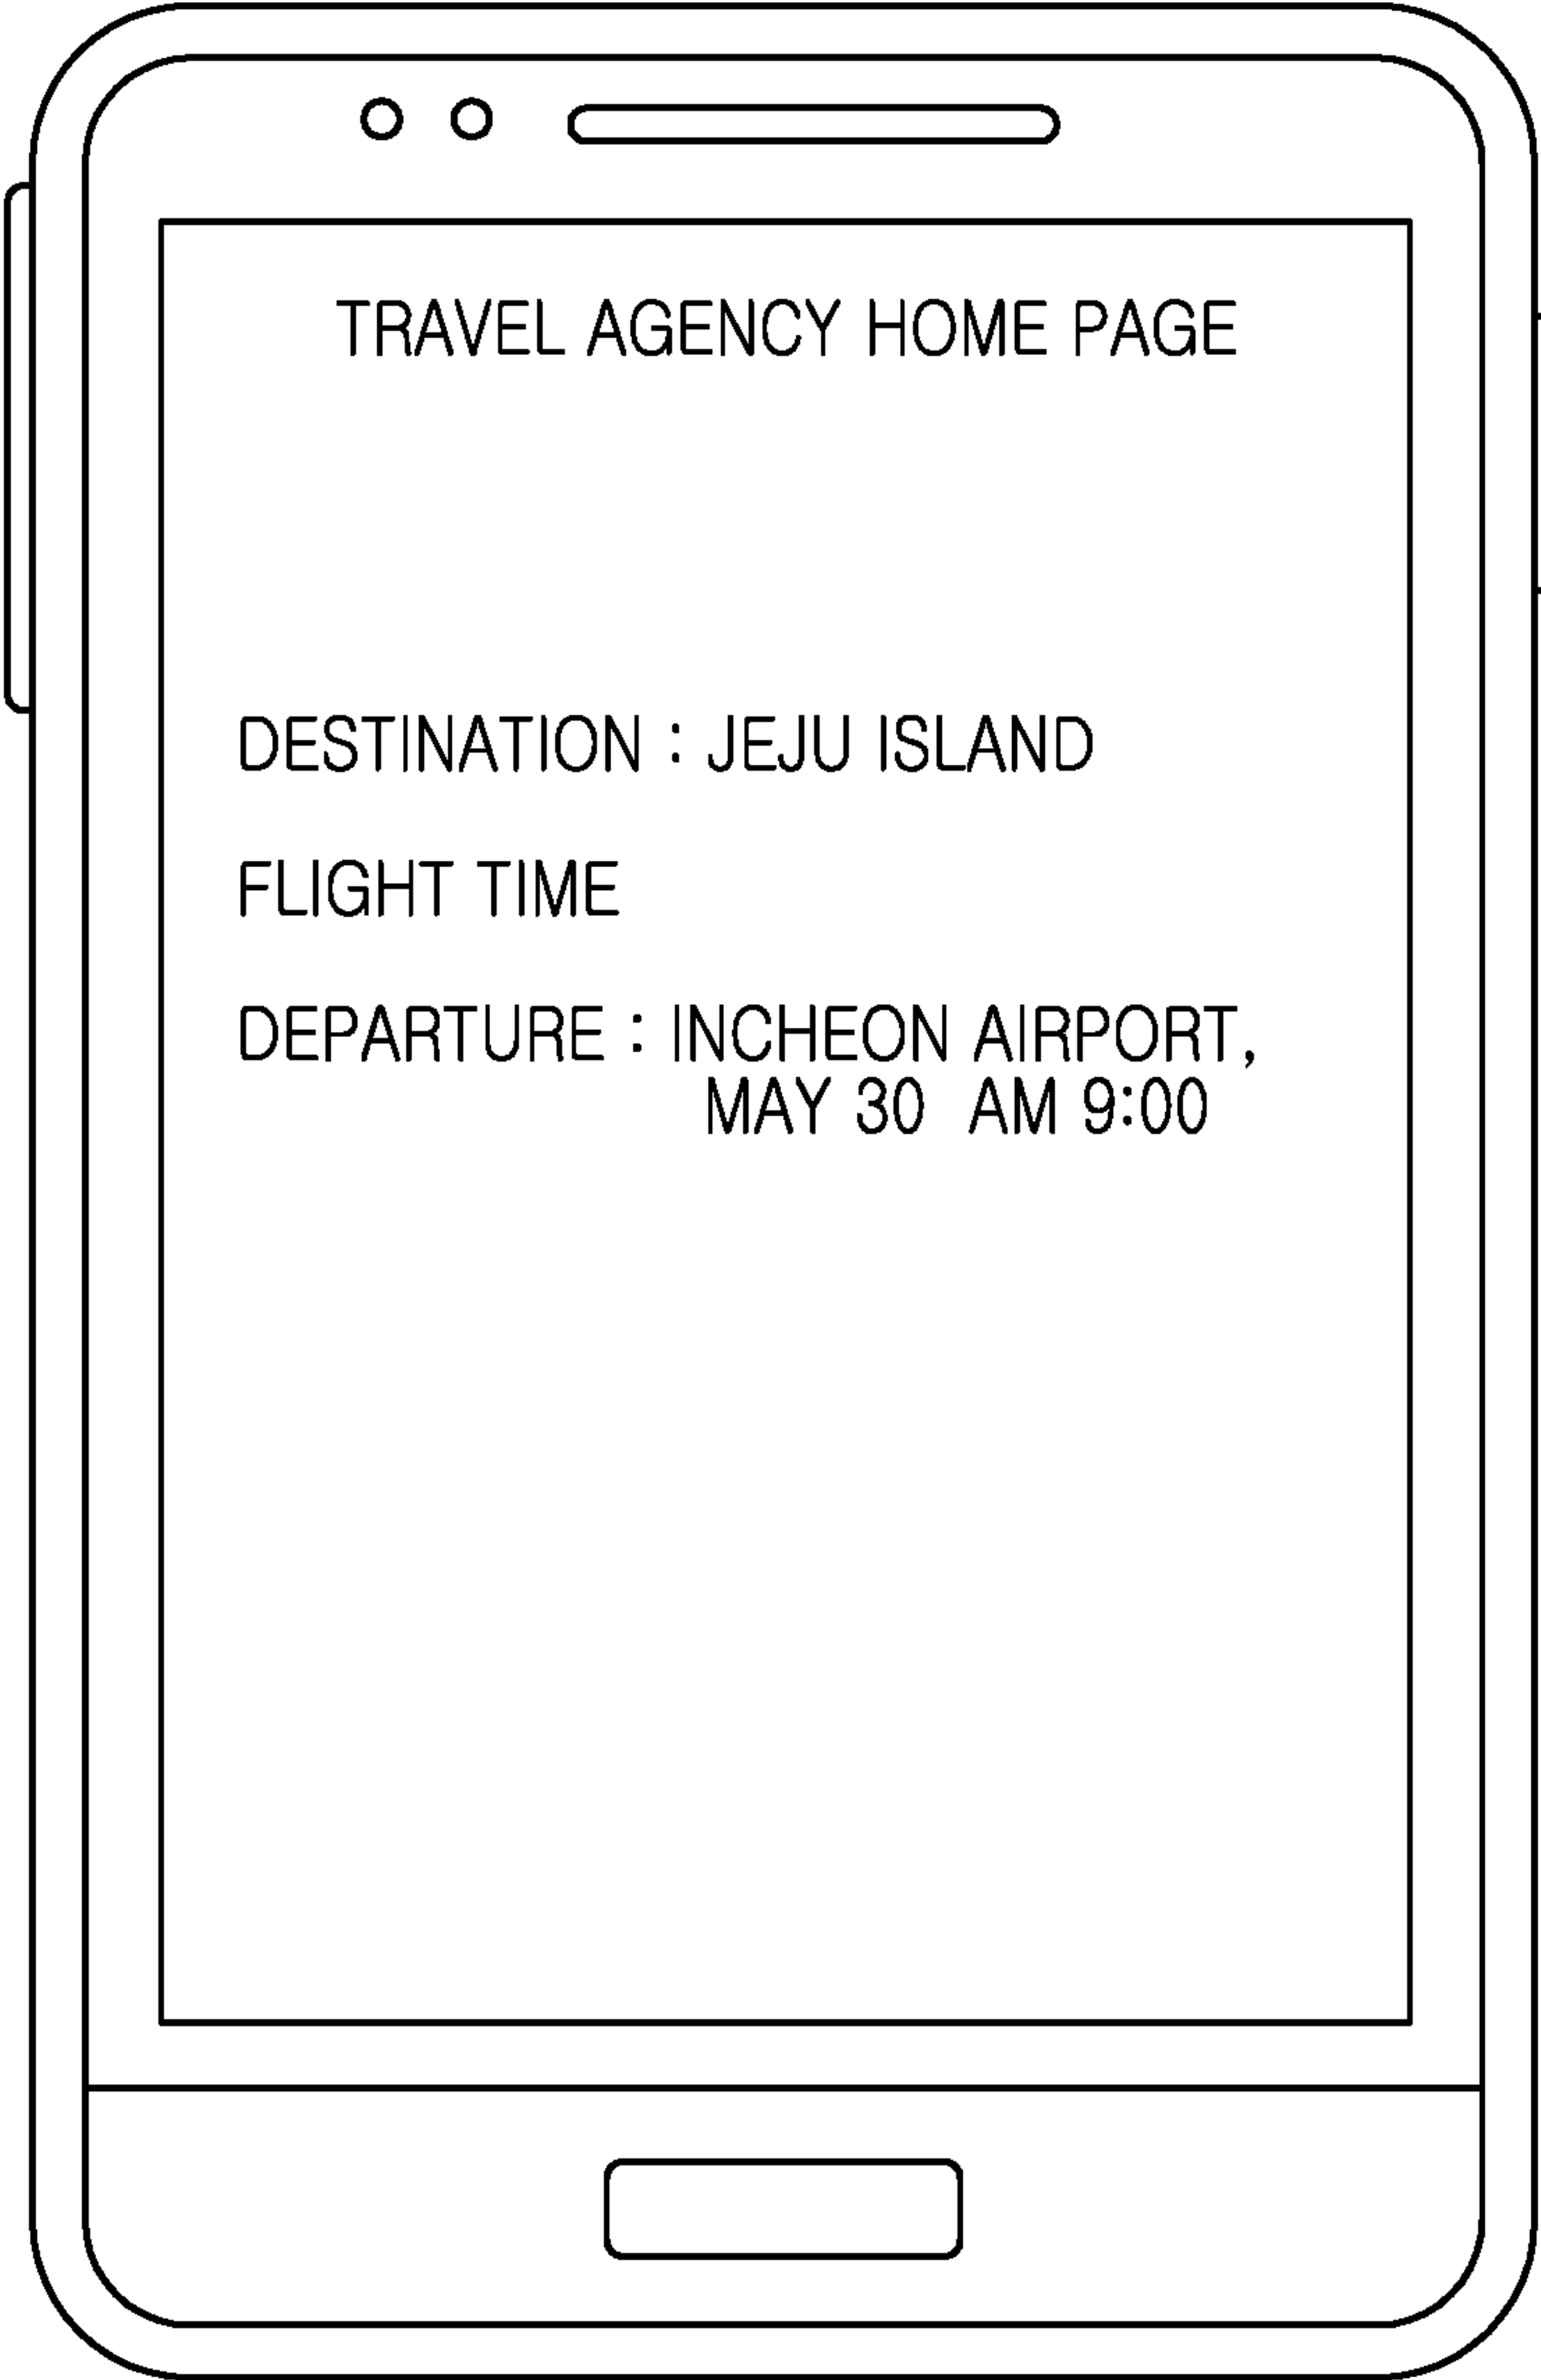 TRAVEL AGENCY HOME PAGE
DESTINATION : JEJU ISLAND
FLIGHT TIME
DEPARTURE : INCHEON AIRPORT,
MAY 30 AM 9:00